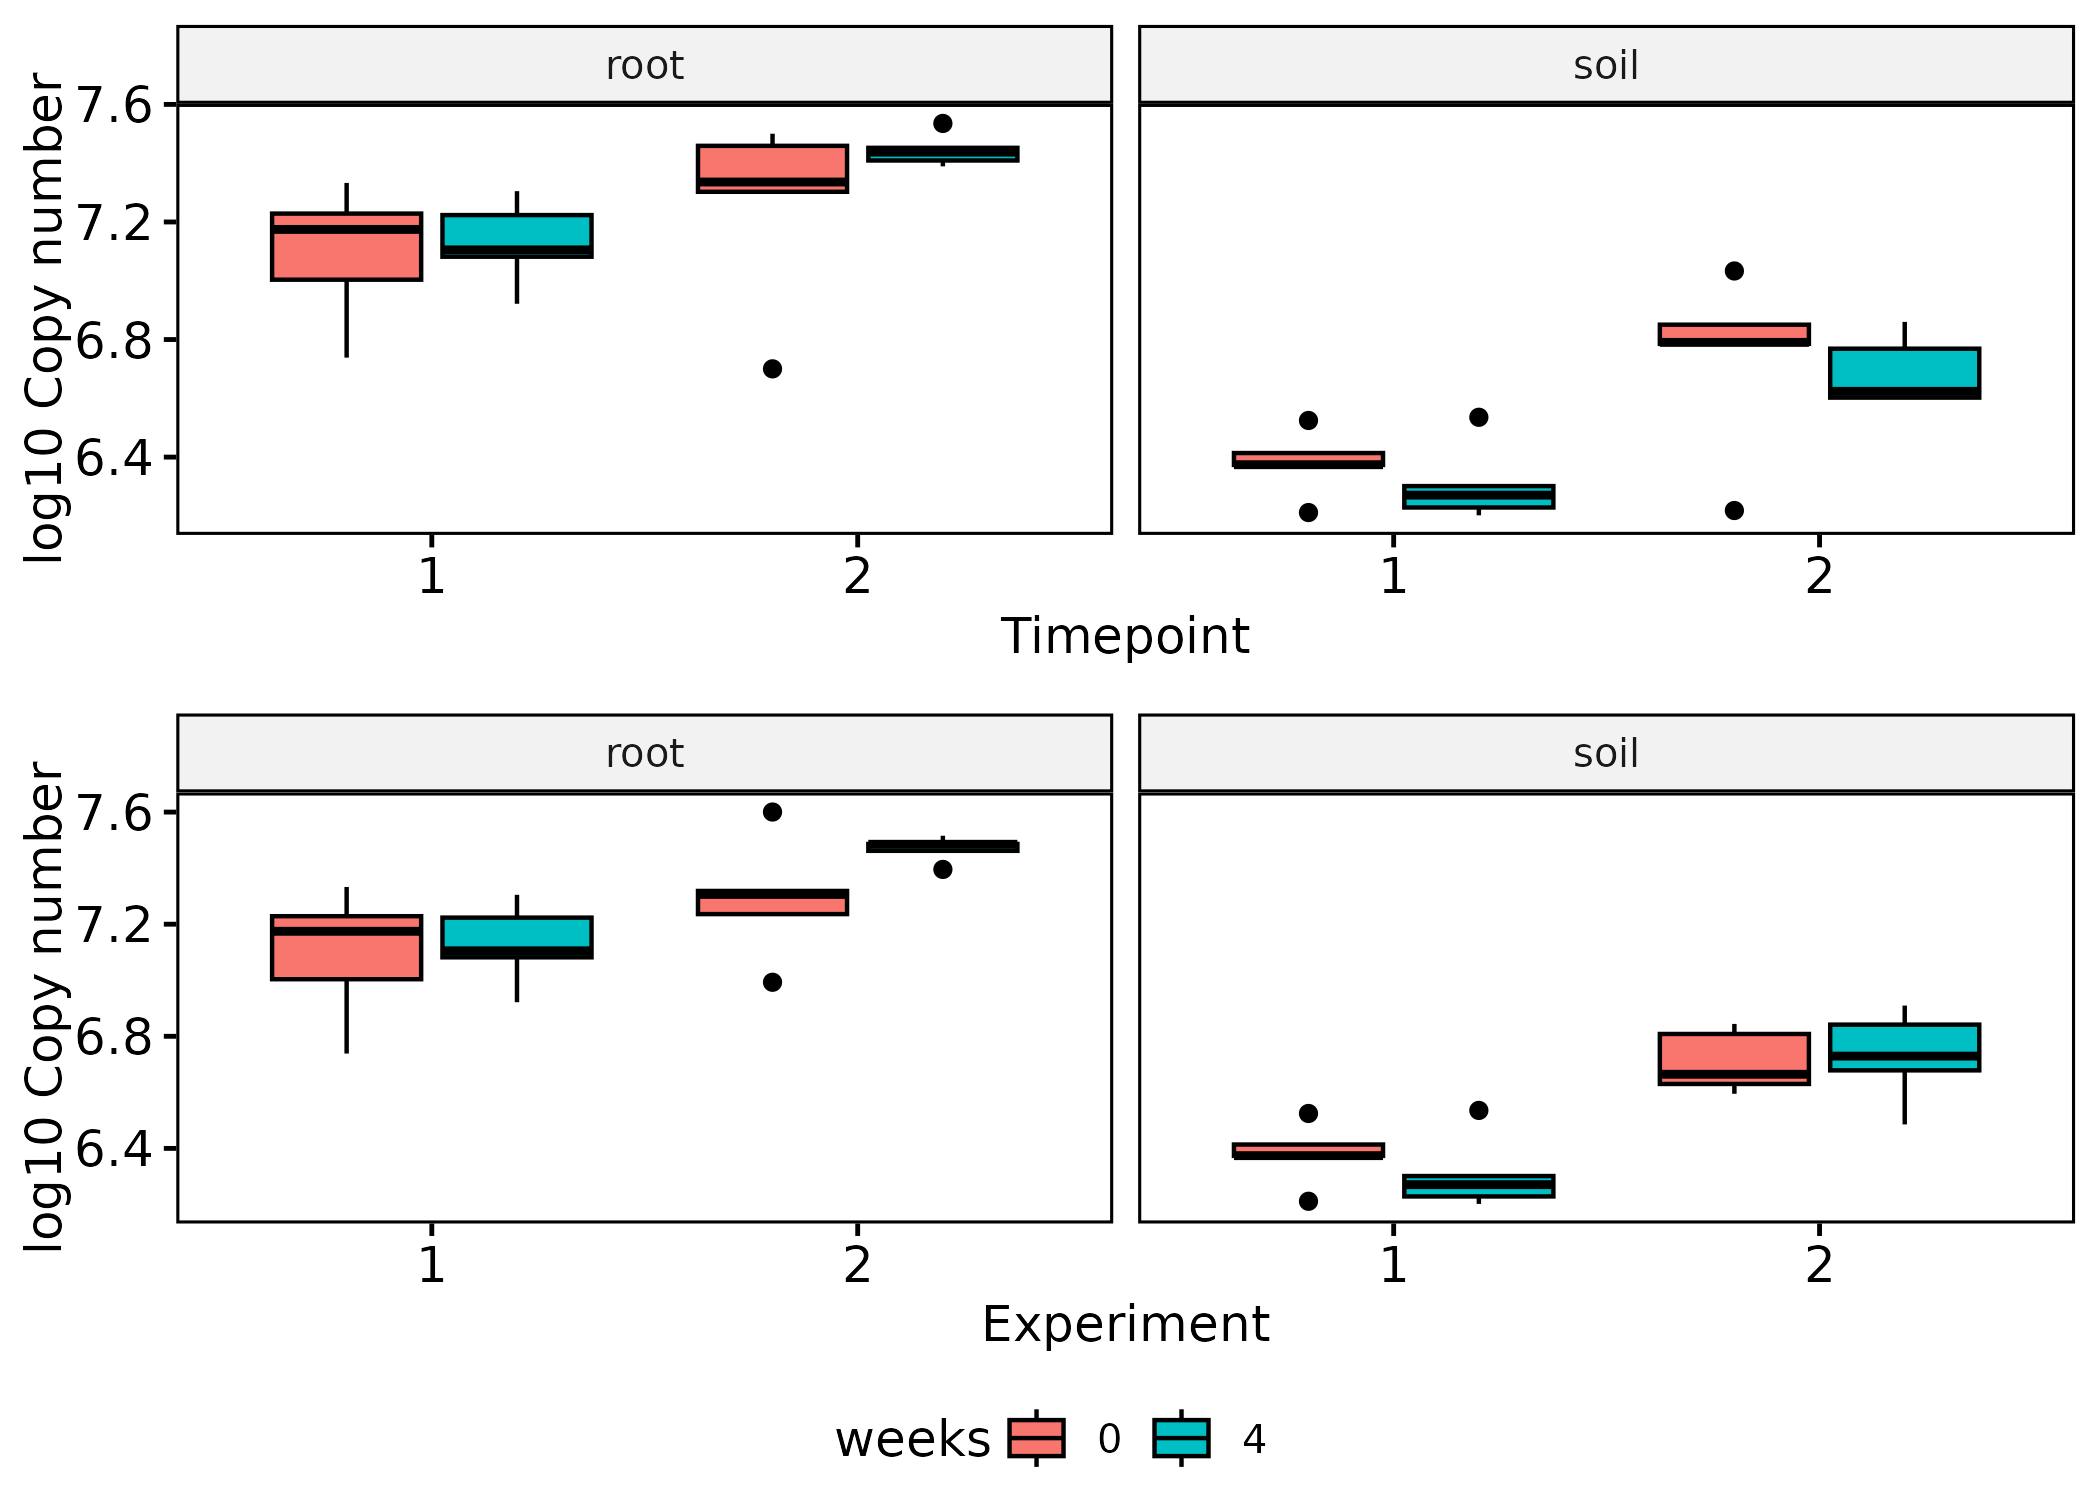 root soil
log10 Copy number
7.6
7.2
6.8
6.4
1 2 1 2
Timepoint
root soil
log10 Copy number
7.6
7.2
6.8
6.4
1 2 1 2
Experiment
weeks 0 4